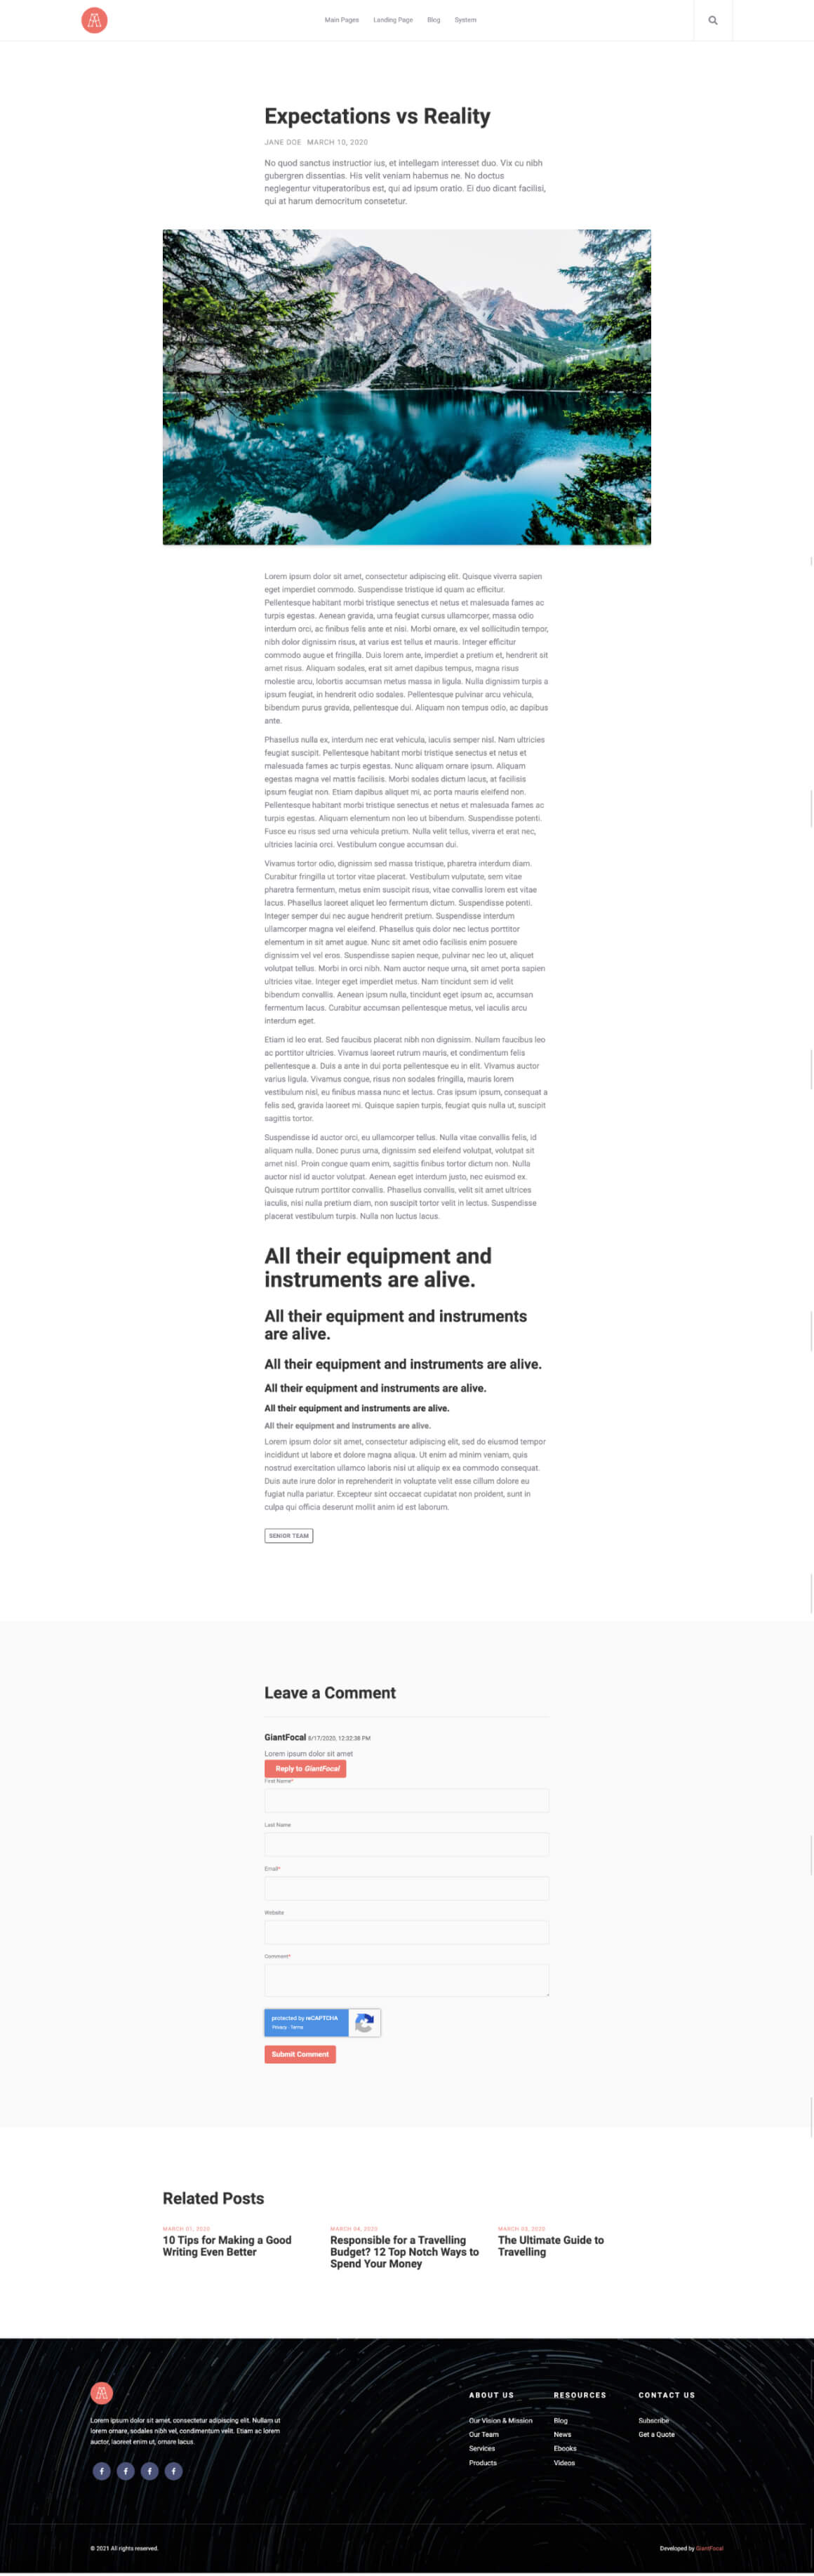 Main Pages Landing Page Blog System
Expectations vs Reality
JANE DOE MARCH 10, 2020
No quod sanctus instructior ius, et intellegam interesset duo. Vix cu nibh
gubergren dissentias. His velit veniam habemus ne. No doctus
neglegentur vituperatoribus est, qui ad ipsum oratio. Ei duo dicant facilisi,
qui at harum democritum consetetur.
Lorem ipsum dolor sit amet, consectetur adipiscing elit. Quisque viverra sapien
eget imperdiet commodo. Suspendisse tristique id quam ac efficitur.
Pellentesque habitant morbi tristique senectus et netus et malesuada fames ac
turpis egestas. Aenean gravida, urna feugiat cursus ullamcorper, massa odio
interdum orci, ac finibus felis ante et nisi. Morbi ornare, ex vel sollicitudin tempor,
nibh dolor dignissim risus, at varius est tellus et mauris. Integer efficitur
commodo augue et fringilla. Duis lorem ante, imperdiet a pretium et, hendrerit sit
amet risus. Aliquam sodales, erat sit amet dapibus tempus, magna risus
molestie arcu, lobortis accumsan metus massa in ligula. Nulla dignissim turpis a
ipsum feugiat, in hendrerit odio sodales. Pellentesque pulvinar arcu vehicula,
bibendum purus gravida, pellentesque dui. Aliquam non tempus odio, ac dapibus
ante.
Phasellus nulla ex, interdum nec erat vehicula, iaculis semper nisl. Nam ultricies
feugiat suscipit. Pellentesque habitant morbi tristique senectus et netus et
malesuada fames ac turpis egestas. Nunc aliquam ornare ipsum. Aliquam
egestas magna vel mattis facilisis. Morbi sodales dictum lacus, at facilisis
ipsum feugiat non. Etiam dapibus aliquet mi, ac porta mauris eleifend non.
Pellentesque habitant morbi tristique senectus et netus et malesuada fames ac
turpis egestas. Aliquam elementum non leo ut bibendum. Suspendisse potenti.
Fusce eu risus sed urna vehicula pretium. Nulla velit tellus, viverra et erat nec,
ultricies lacinia orci. Vestibulum congue accumsan dui.
Vivamus tortor odio, dignissim sed massa tristique, pharetra interdum diam.
Curabitur fringilla ut tortor vitae placerat. Vestibulum vulputate, sem vitae
pharetra fermentum, metus enim suscipit risus, vitae convallis lorem est vitae
lacus. Phasellus laoreet aliquet leo fermentum dictum. Suspendisse potenti.
Integer semper dui nec augue hendrerit pretium. Suspendisse interdum
ullamcorper magna vel eleifend. Phasellus quis dolor nec lectus porttitor
elementum in sit amet augue. Nunc sit amet odio facilisis enim posuere
dignissim vel vel eros. Suspendisse sapien neque, pulvinar nec leo ut, aliquet
volutpat tellus. Morbi in orci nibh. Nam auctor neque urna, sit amet porta sapien
ultricies vitae. Integer eget imperdiet metus. Nam tincidunt sem id velit
bibendum convallis. Aenean ipsum nulla, tincidunt eget ipsum ac, accumsan
fermentum lacus. Curabitur accumsan pellentesque metus, vel iaculis arcu
interdum eget.
Etiam id leo erat. Sed faucibus placerat nibh non dignissim. Nullam faucibus leo
ac porttitor ultricies. Vivamus laoreet rutrum mauris, et condimentum felis
pellentesque a. Duis a ante in dui porta pellentesque eu in elit. Vivamus auctor
varius ligula. Vivamus congue, risus non sodales fringilla, mauris lorem
vestibulum nisl, eu finibus massa nunc et lectus. Cras ipsum ipsum, consequat a
felis sed, gravida laoreet mi. Quisque sapien turpis, feugiat quis nulla ut, suscipit
sagittis tortor.
Suspendisse id auctor orci, eu ullamcorper tellus. Nulla vitae convallis felis, id
aliquam nulla. Donec purus urna, dignissim sed eleifend volutpat, volutpat sit
amet nisl. Proin congue quam enim, sagittis finibus tortor dictum non. Nulla
auctor nisl id auctor volutpat. Aenean eget interdum justo, nec euismod ex.
Quisque rutrum porttitor convallis. Phasellus convallis, velit sit amet ultrices
iaculis, nisi nulla pretium diam, non suscipit tortor velit in lectus. Suspendisse
placerat vestibulum turpis. Nulla non luctus lacus.
All their equipment and
instruments are alive.
All their equipment and instruments
are alive.
All their equipment and instruments are alive.
All their equipment and instruments are alive.
All their equipment and instruments are alive.
All their equipment and instruments are alive.
Lorem ipsum dolor sit amet, consectetur adipiscing elit, sed do eiusmod tempor
incididunt ut labore et dolore magna aliqua. Ut enim ad minim veniam, quis
nostrud exercitation ullamco laboris nisi ut aliquip ex ea commodo consequat.
Duis aute irure dolor in reprehenderit in voluptate velit esse cillum dolore eu
fugiat nulla pariatur. Excepteur sint occaecat cupidatat non proident, sunt in
culpa qui officia deserunt mollit anim id est laborum.
SENIOR TEAM
Leave a Comment
GiantFocal 8/17/2020, 12:32:38 PM
Lorem ipsum dolor sit amet
Reply to GiantFocal
First Name*
Last Name
Email*
Website
Comment*
protected by reCAPTCHA
Privacy - Terms
Submit Comment
Related Posts
MARCH 01, 2020
10 Tips for Making a Good
Writing Even Better
MARCH 04, 2020
Responsible for a Travelling
Budget? 12 Top Notch Ways to
Spend Your Money
MARCH 03, 2020
The Ultimate Guide to
Travelling
Lorem ipsum dolor sit amet, consectetur adipiscing elit. Nullam ut
lorem ornare, sodales nibh vel, condimentum velit. Etiam ac lorem
auctor, laoreet enim ut, ornare lacus.
ABOUT US
Our Vision & Mission
Our Team
Services
Products
RESOURCES
Blog
News
Ebooks
Videos
CONTACT US
Subscribe
Get a Quote
© 2021 All rights reserved.
Developed by GiantFocal